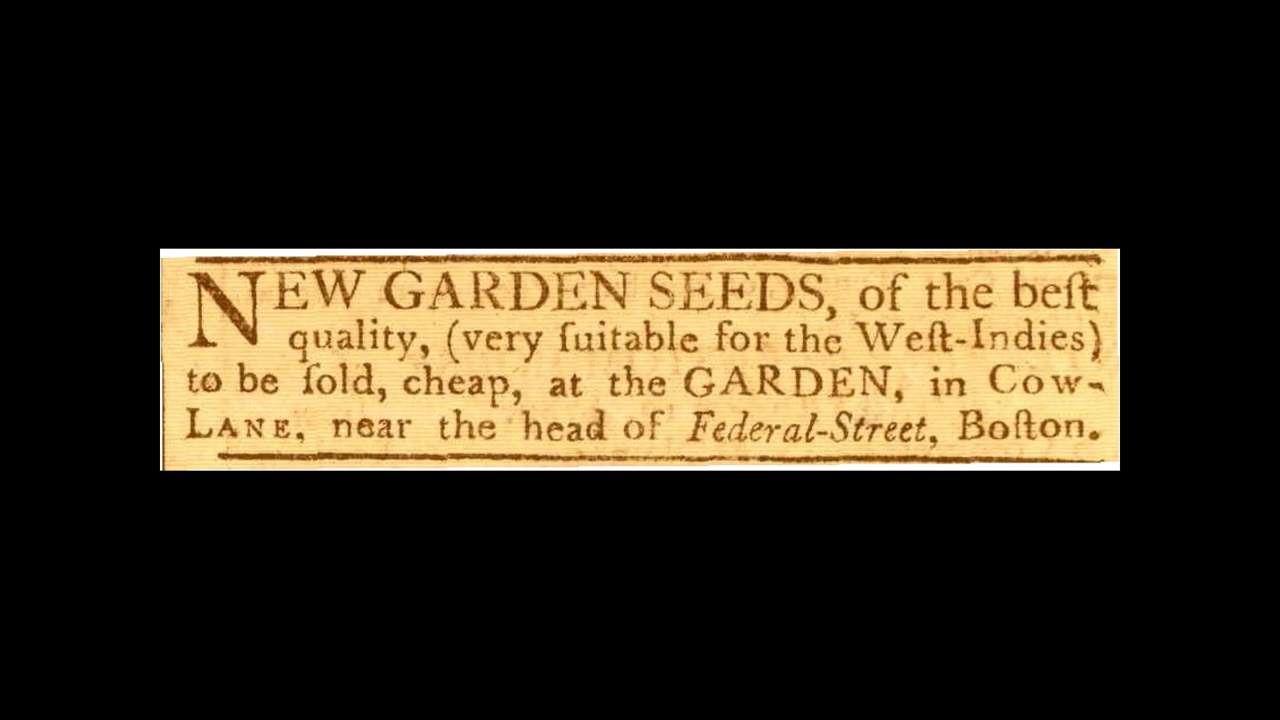 NEW GARDEN SEEDS, of the beſt
quality, (very ſuitable for the Weſt-Indies)
to be ſold, cheap, at the GARDEN, in Cow-
Lane, near the head of Federal-Street, Boſton.